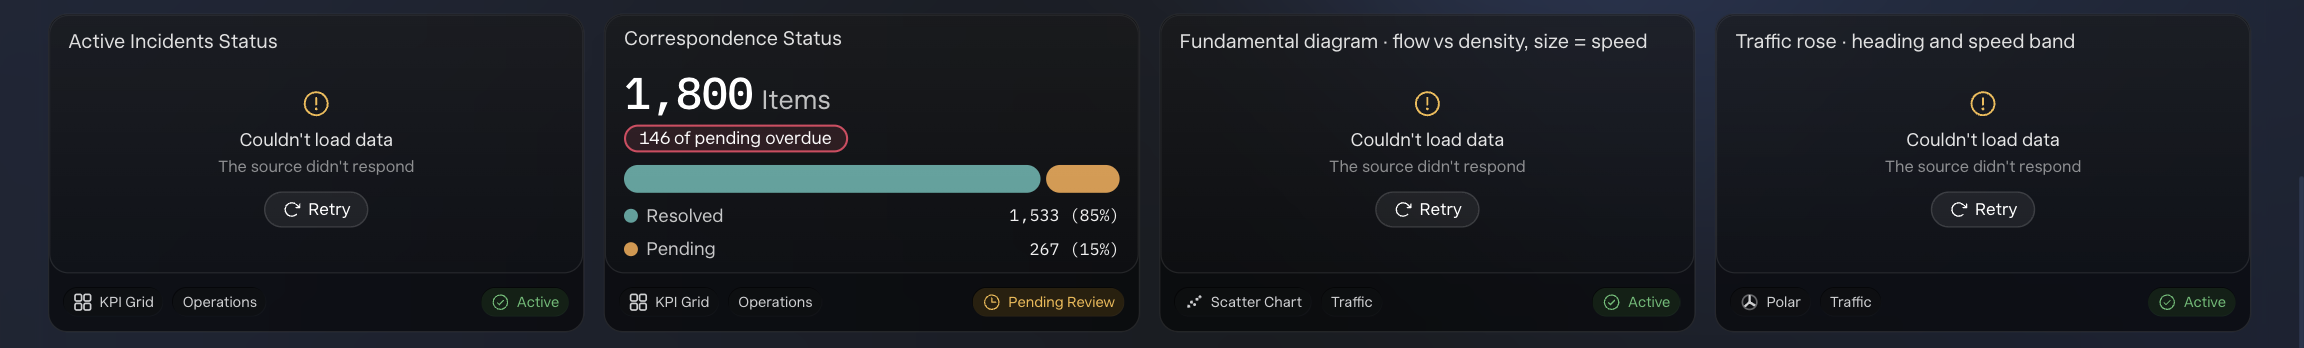 Active Incidents Status
Couldn't load data
The source didn't respond
Retry
KPI Grid
Operations
Active
Correspondence Status
1,800 Items
146 of pending overdue
Resolved 1,533 (85%)
Pending 267 (15%)
KPI Grid
Operations
Pending Review
Fundamental diagram · flow vs density, size = speed
Couldn't load data
The source didn't respond
Retry
Scatter Chart
Traffic
Active
Traffic rose · heading and speed band
Couldn't load data
The source didn't respond
Retry
Polar
Traffic
Active